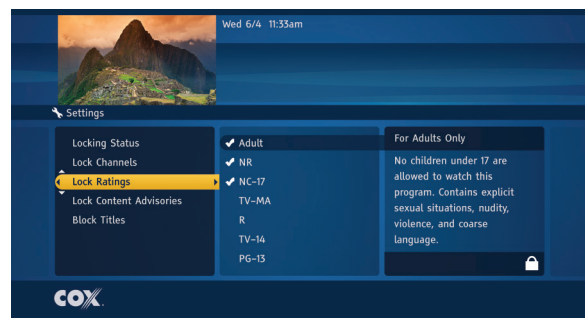 Wed 6/4 11:33am
Settings
Locking Status
Lock Channels
Lock Ratings
Lock Content Advisories
Block Titles
Adult
NR
NC-17
TV-MA
R
TV-14
PG-13
For Adults Only
No children under 17 are
allowed to watch this
program. Contains explicit
sexual situations, nudity,
violence, and coarse
language.
COX